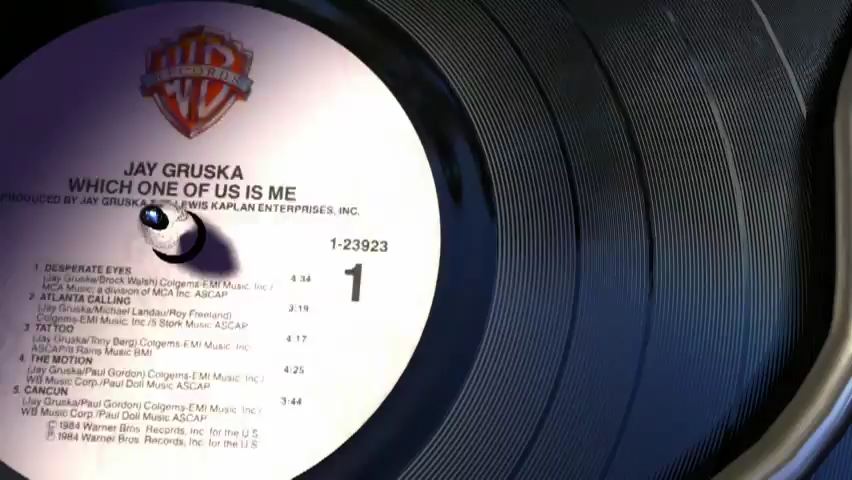 WB
RECORDS
JAY GRUSKA
WHICH ONE OF US IS ME
PRODUCED BY JAY GRUSKA LEWIS KAPLAN ENTERPRISES, INC.
1-23923
1
1. DESPERATE EYES 4:34
(Jay Gruska/Brock Walsh) Colgems-EMI Music. Inc./
MCA Music, a division of MCA Inc. ASCAP
2. ATLANTA CALLING 3:19
(Jay Gruska/Michael Landau/Roy Freeland)
Colgems-EMI Music. Inc./5 Stork Music ASCAP
3. TATTOO 4:17
(Jay Gruska/Tony Berg) Colgems-EMI Music. Inc.
ASCAP/B Rains Music BMI
4. THE MOTION 4:25
(Jay Gruska/Paul Gordon) Colgems-EMI Music. Inc./
WB Music Corp./Paul Doll Music ASCAP
5. CANCUN 3:44
(Jay Gruska/Paul Gordon) Colgems-EMI Music. Inc./
WB Music Corp./Paul Doll Music ASCAP
© 1984 Warner Bros. Records, Inc. for the U.S.
℗ 1984 Warner Bros. Records, Inc. for the U.S.